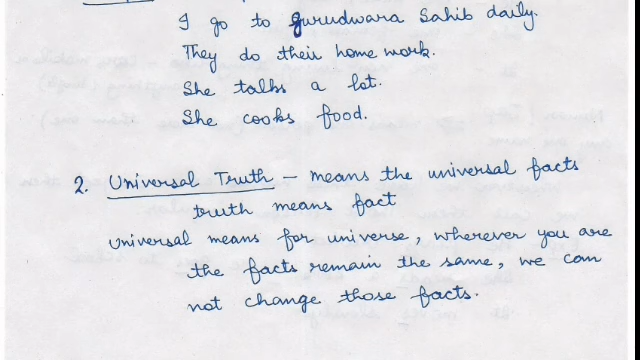 I go to gurudwara Sahib daily.
They do their home work.
She talks a lot.
She cooks food.
2. Universal Truth – means the universal facts
truth means fact
universal means for universe, wherever you are
the facts remain the same, we can
not change those facts.